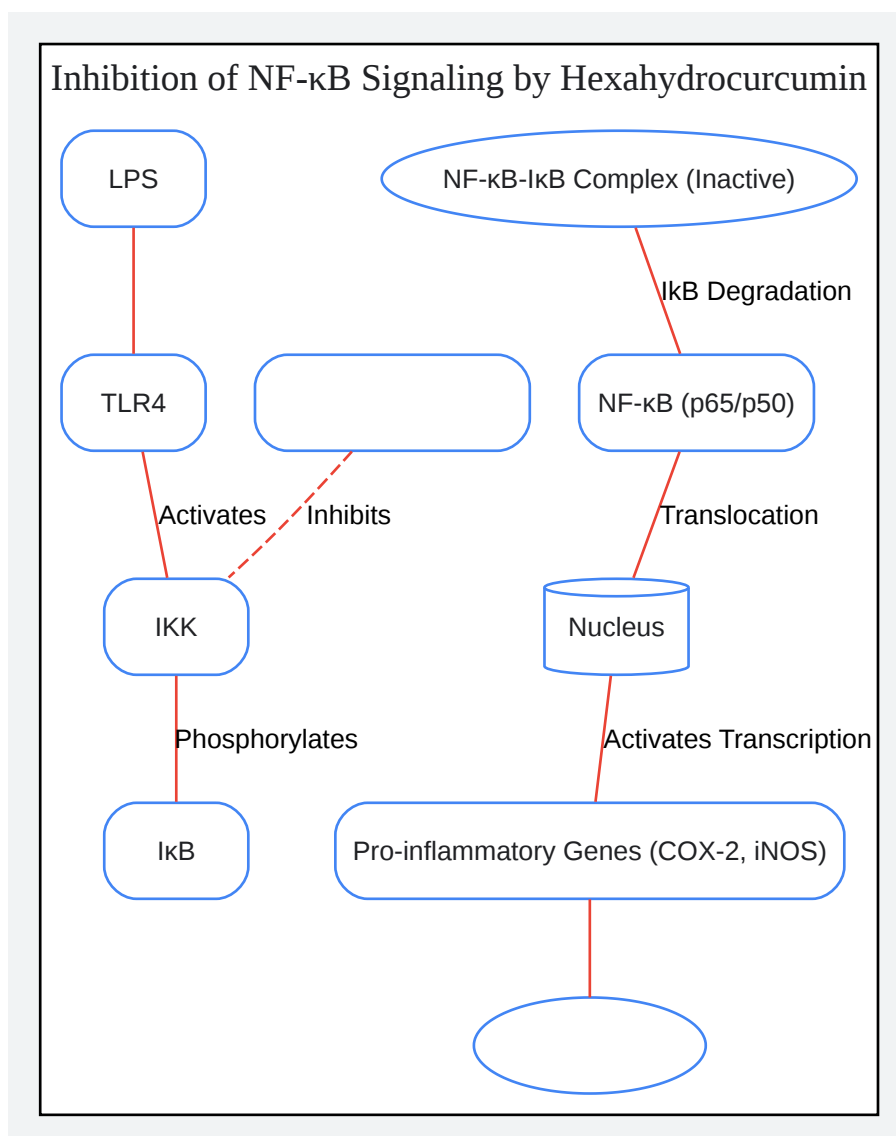 Inhibition of NF-κB Signaling by Hexahydrocurcumin
LPS
NF-κB-IκB Complex (Inactive)
IkB Degradation
TLR4
NF-κB (p65/p50)
Activates
Inhibits
Translocation
IKK
Nucleus
Phosphorylates
Activates Transcription
IκB
Pro-inflammatory Genes (COX-2, iNOS)